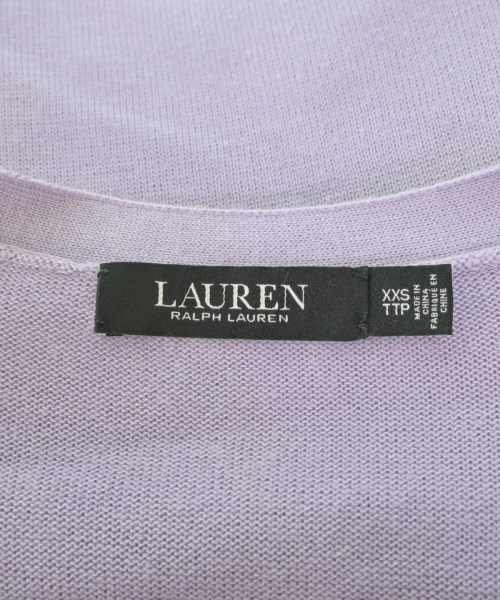 LAUREN
RALPH LAUREN
XXS
TTP
MADE IN
CHINA
FABRIQUÉ EN
CHINE